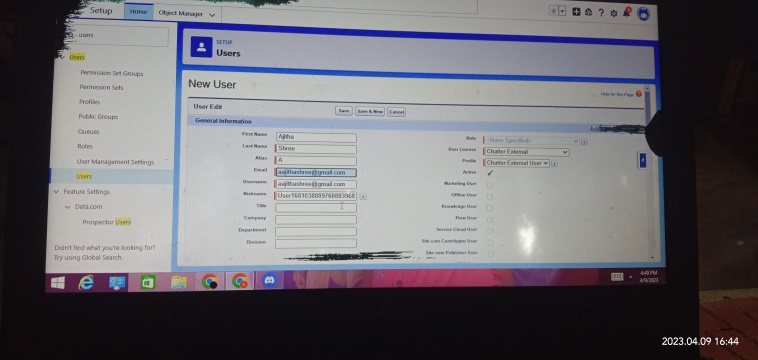 Setup Home Object Manager
users
Users
Permission Set Groups
Permission Sets
Profiles
Public Groups
Queues
Roles
User Management Settings
Users
Feature Settings
Data.com
Prospector Users
Didn't find what you're looking for?
Try using Global Search.
SETUP
Users
New User
Help for this Page
User Edit
Save Save & New Cancel
General Information
First Name Ajitha
Last Name Shree
Alias A
Email aajithashree@gmail.com
Username aajithashree@gmail.com
Nickname
Title
Company
Department
Division
Role <None Specified>
User License Chatter External
Profile Chatter External User
Active
Marketing User
Offline User
Knowledge User
Flow User
Service Cloud User
Site.com Contributor User
Site.com Publisher User
4:40 PM
4/9/2023
2023.04.09 16:44